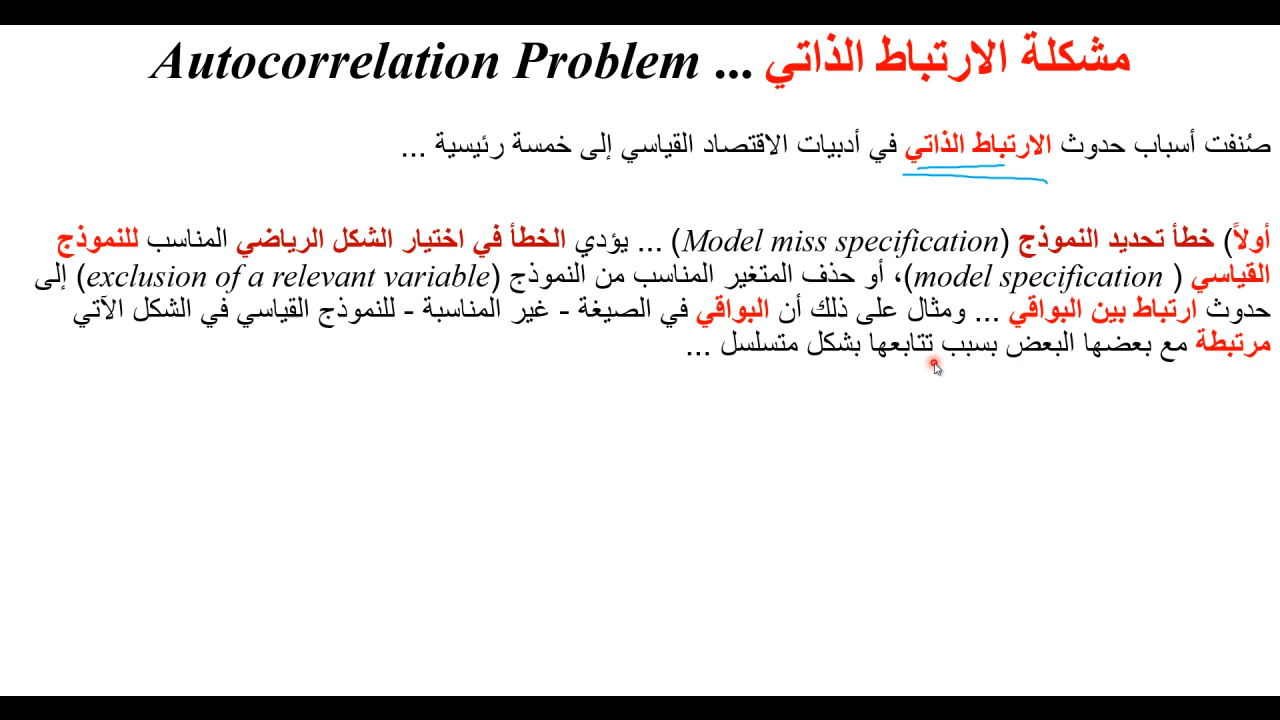 مشكلة الارتباط الذاتي ... Autocorrelation Problem
صُنفت أسباب حدوث الارتباط الذاتي في أدبيات الاقتصاد القياسي إلى خمسة رئيسية ...
أولاً) خطأ تحديد النموذج (Model miss specification) ... يؤدي الخطأ في اختيار الشكل الرياضي المناسب للنموذج
القياسي ( model specification)، أو حذف المتغير المناسب من النموذج (exclusion of a relevant variable) إلى
حدوث ارتباط بين البواقي ... ومثال على ذلك أن البواقي في الصيغة - غير المناسبة - للنموذج القياسي في الشكل الآتي
مرتبطة مع بعضها البعض بسبب تتابعها بشكل متسلسل ...